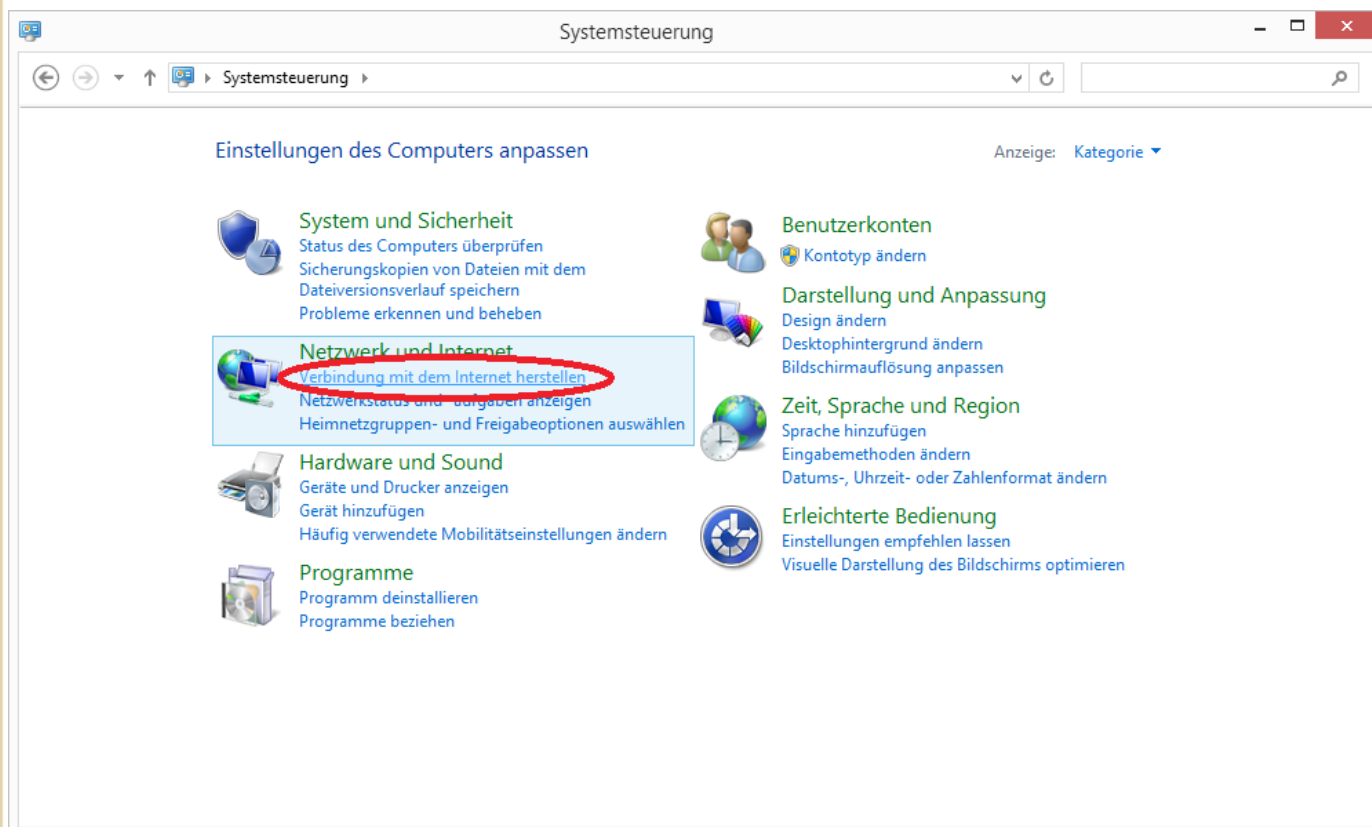 Systemsteuerung
Systemsteuerung
Einstellungen des Computers anpassen
Anzeige: Kategorie
System und Sicherheit
Status des Computers überprüfen
Sicherungskopien von Dateien mit dem
Dateiversionsverlauf speichern
Probleme erkennen und beheben
Netzwerk und Internet
Verbindung mit dem Internet herstellen
Netzwerkstatus und -aufgaben anzeigen
Heimnetzgruppen- und Freigabeoptionen auswählen
Hardware und Sound
Geräte und Drucker anzeigen
Gerät hinzufügen
Häufig verwendete Mobilitätseinstellungen ändern
Programme
Programm deinstallieren
Programme beziehen
Benutzerkonten
Kontotyp ändern
Darstellung und Anpassung
Design ändern
Desktophintergrund ändern
Bildschirmauflösung anpassen
Zeit, Sprache und Region
Sprache hinzufügen
Eingabemethoden ändern
Datums-, Uhrzeit- oder Zahlenformat ändern
Erleichterte Bedienung
Einstellungen empfehlen lassen
Visuelle Darstellung des Bildschirms optimieren